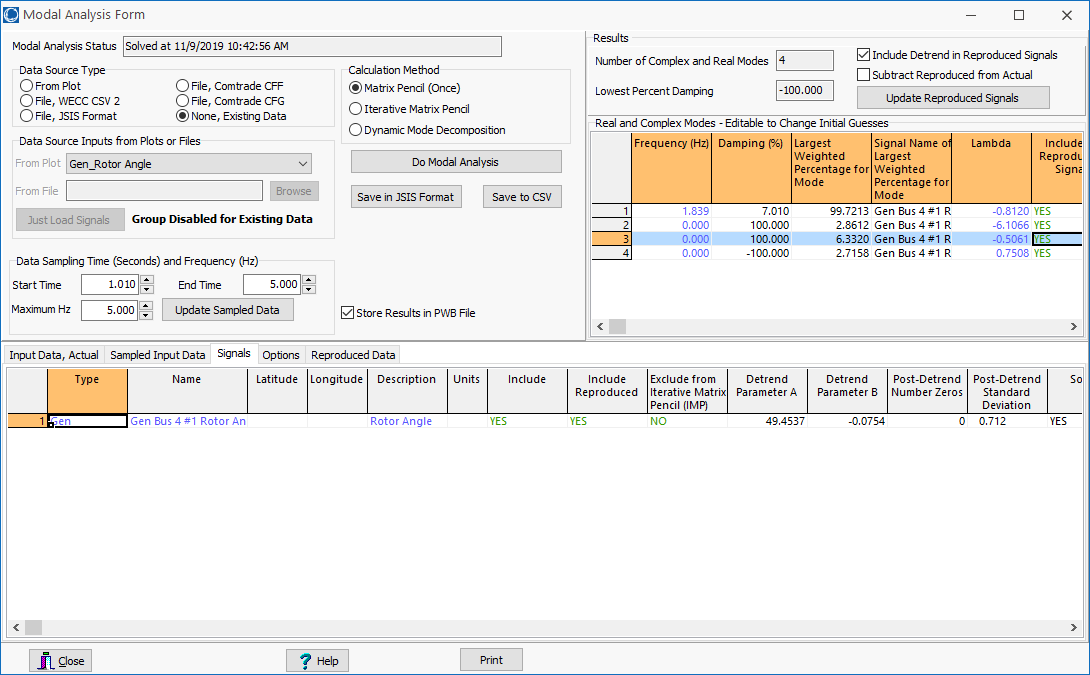 Modal Analysis Form
Modal Analysis Status Solved at 11/9/2019 10:42:56 AM
Data Source Type
From Plot File, Comtrade CFF
File, WECC CSV 2 File, Comtrade CFG
File, JSIS Format None, Existing Data
Data Source Inputs from Plots or Files
From Plot Gen_Rotor Angle
From File Browse
Just Load Signals Group Disabled for Existing Data
Data Sampling Time (Seconds) and Frequency (Hz)
Start Time 1.010 End Time 5.000
Maximum Hz 5.000 Update Sampled Data
Calculation Method
Matrix Pencil (Once)
Iterative Matrix Pencil
Dynamic Mode Decomposition
Do Modal Analysis
Save in JSIS Format Save to CSV
Store Results in PWB File
Results
Number of Complex and Real Modes 4
Lowest Percent Damping -100.000
Include Detrend in Reproduced Signals
Subtract Reproduced from Actual
Update Reproduced Signals
Real and Complex Modes - Editable to Change Initial Guesses
Frequency (Hz) Damping (%) Largest Signal Name of Lambda Include
Weighted Largest Reprodu
Percentage for Weighted Signa
Mode Percentage for
Mode
1 1.839 7.010 99.7213 Gen Bus 4 #1 R -0.8120 YES
2 0.000 100.000 2.8612 Gen Bus 4 #1 R -6.1066 YES
3 0.000 100.000 6.3320 Gen Bus 4 #1 R -0.5061 YES
4 0.000 -100.000 2.7158 Gen Bus 4 #1 R 0.7508 YES
Input Data, Actual Sampled Input Data Signals Options Reproduced Data
Type Name Latitude Longitude Description Units Include Include Exclude from Detrend Detrend Post-Detrend Post-Detrend So
Reproduced Iterative Matrix Parameter A Parameter B Number Zeros Standard
Pencil (IMP) Deviation
1 Gen Gen Bus 4 #1 Rotor An Rotor Angle YES YES NO 49.4537 -0.0754 0 0.712 YES
Close Help Print